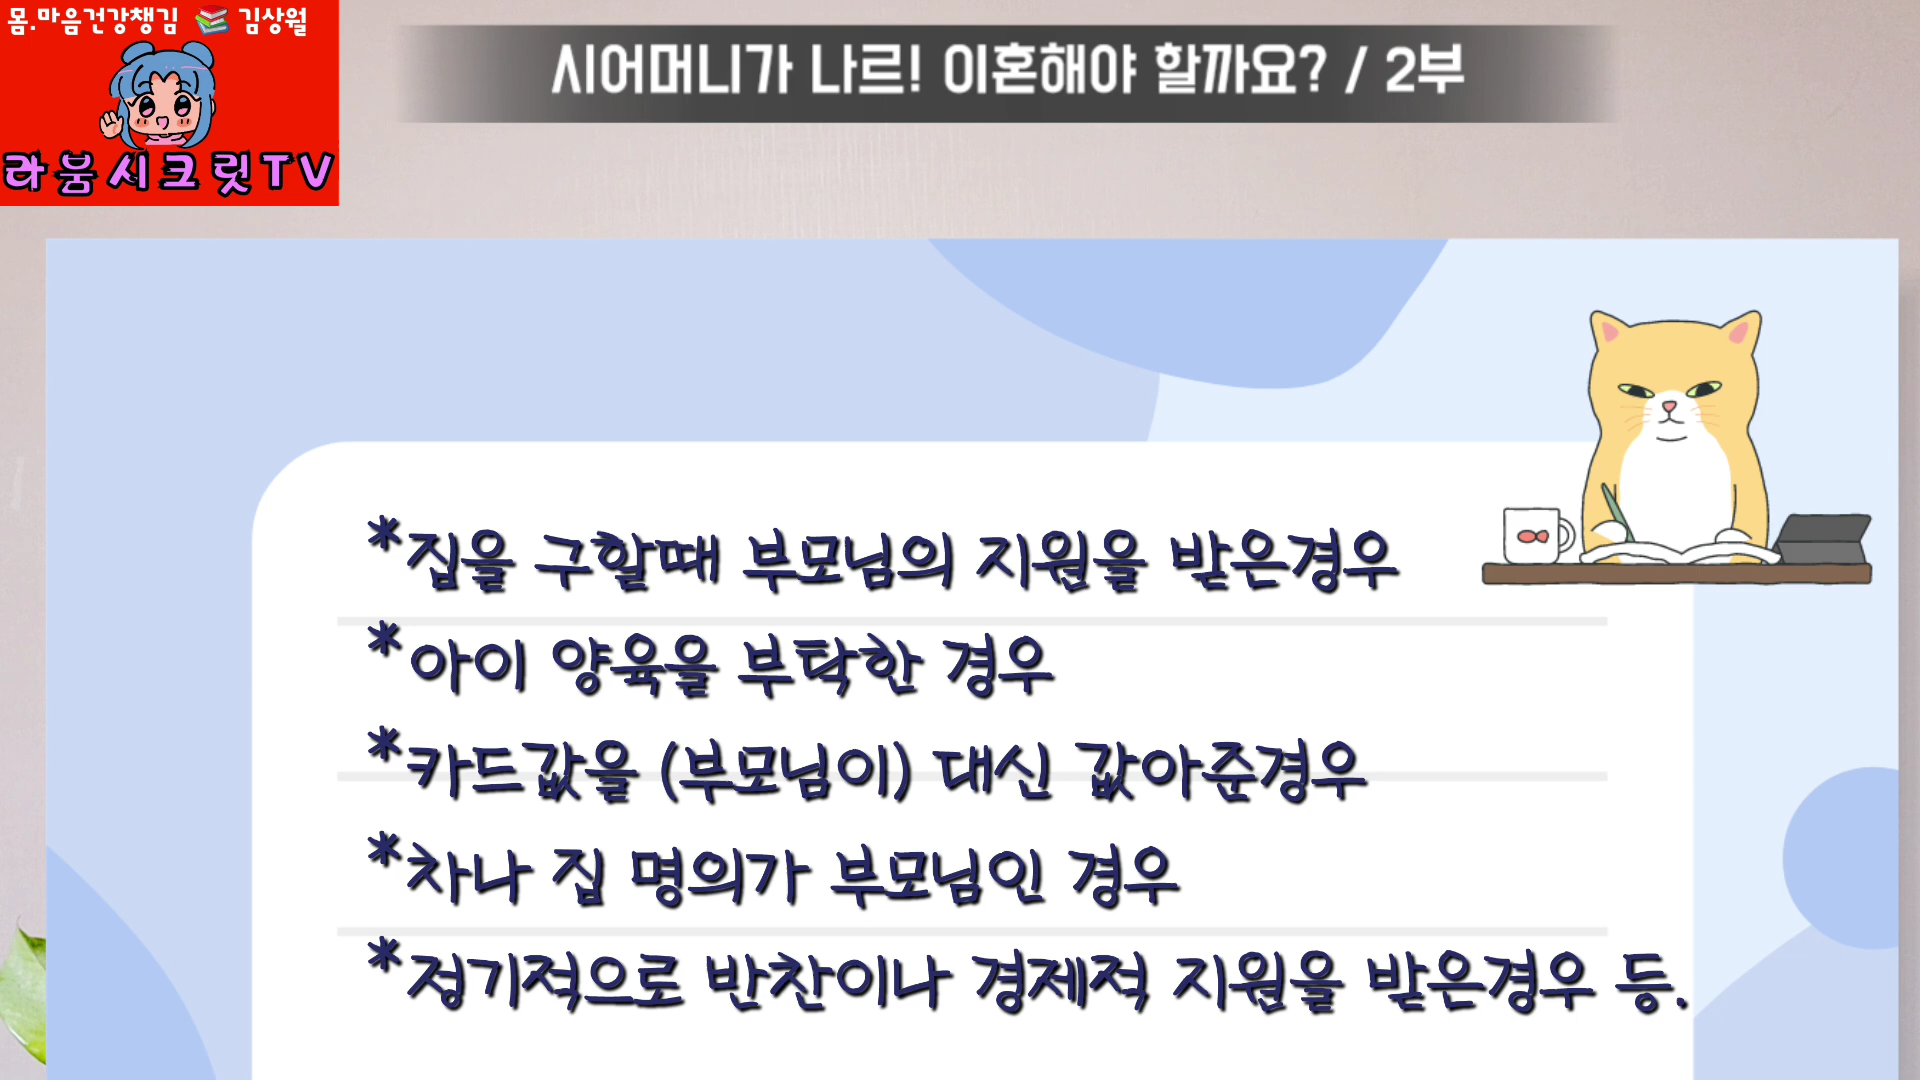 몸.마음건강챙김 📚 김상월
라붐시크릿TV
시어머니가 나르! 이혼해야 할까요? / 2부
*집을 구할때 부모님의 지원을 받은경우
*아이 양육을 부탁한 경우
*카드값을 (부모님이) 대신 값아준경우
*차나 집 명의가 부모님인 경우
*정기적으로 반찬이나 경제적 지원을 받은경우 등.